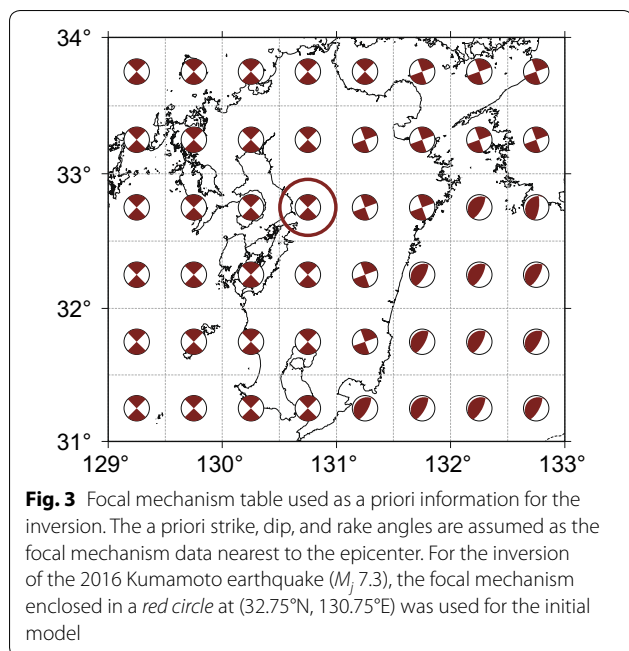 34°
33°
32°
31°
129° 130° 131° 132° 133°
Fig. 3 Focal mechanism table used as a priori information for the
inversion. The a priori strike, dip, and rake angles are assumed as the
focal mechanism data nearest to the epicenter. For the inversion
of the 2016 Kumamoto earthquake (Mj 7.3), the focal mechanism
enclosed in a red circle at (32.75°N, 130.75°E) was used for the initial
model